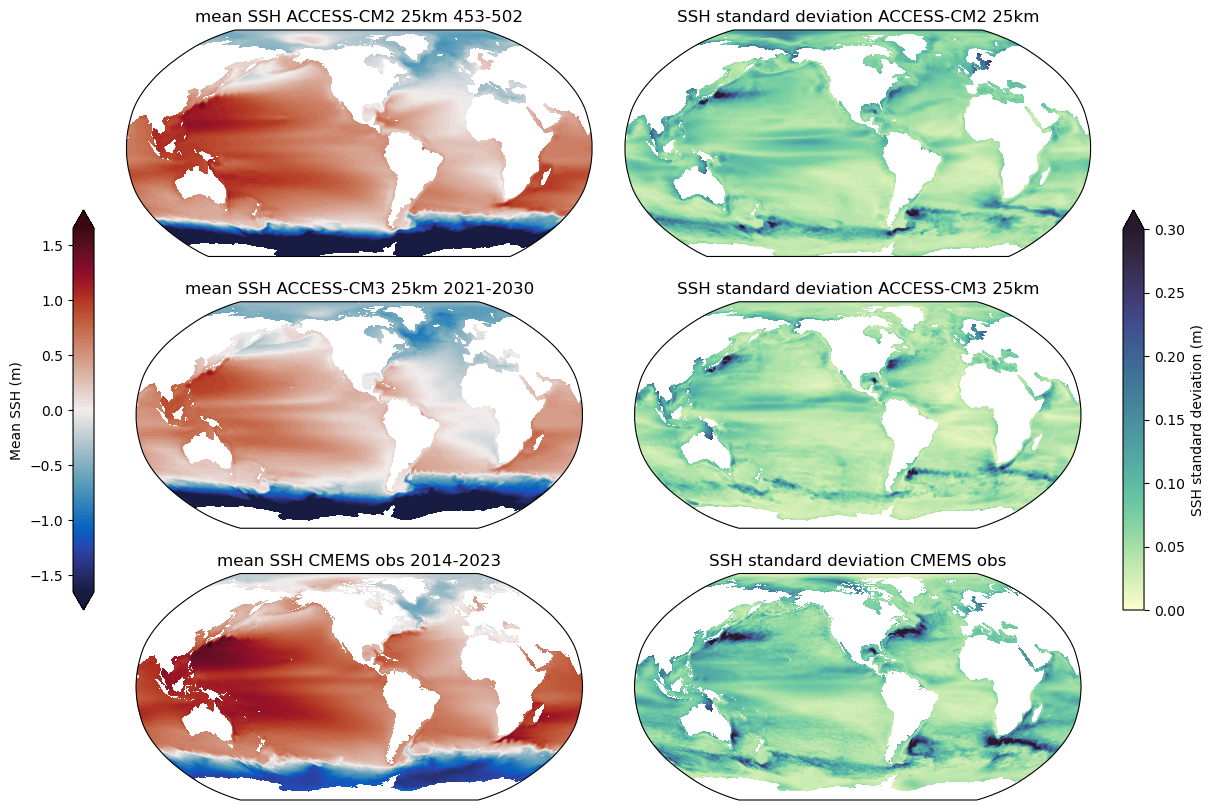 mean SSH ACCESS-CM2 25km 453-502
SSH standard deviation ACCESS-CM2 25km
mean SSH ACCESS-CM3 25km 2021-2030
SSH standard deviation ACCESS-CM3 25km
mean SSH CMEMS obs 2014-2023
SSH standard deviation CMEMS obs
Mean SSH (m)
1.5
1.0
0.5
0.0
−0.5
−1.0
−1.5
0.30
0.25
0.20
0.15
0.10
0.05
0.00
SSH standard deviation (m)